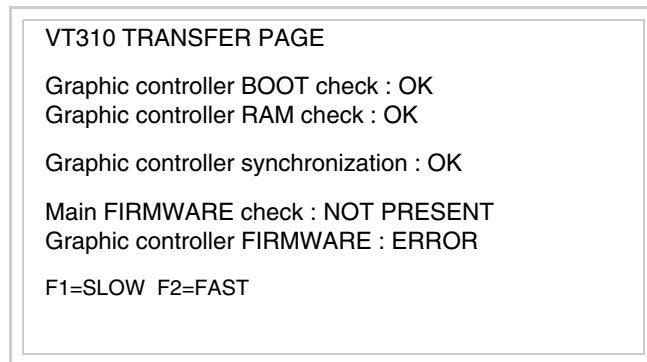 VT310 TRANSFER PAGE
Graphic controller BOOT check : OK
Graphic controller RAM check : OK
Graphic controller synchronization : OK
Main FIRMWARE check : NOT PRESENT
Graphic controller FIRMWARE : ERROR
F1=SLOW F2=FAST